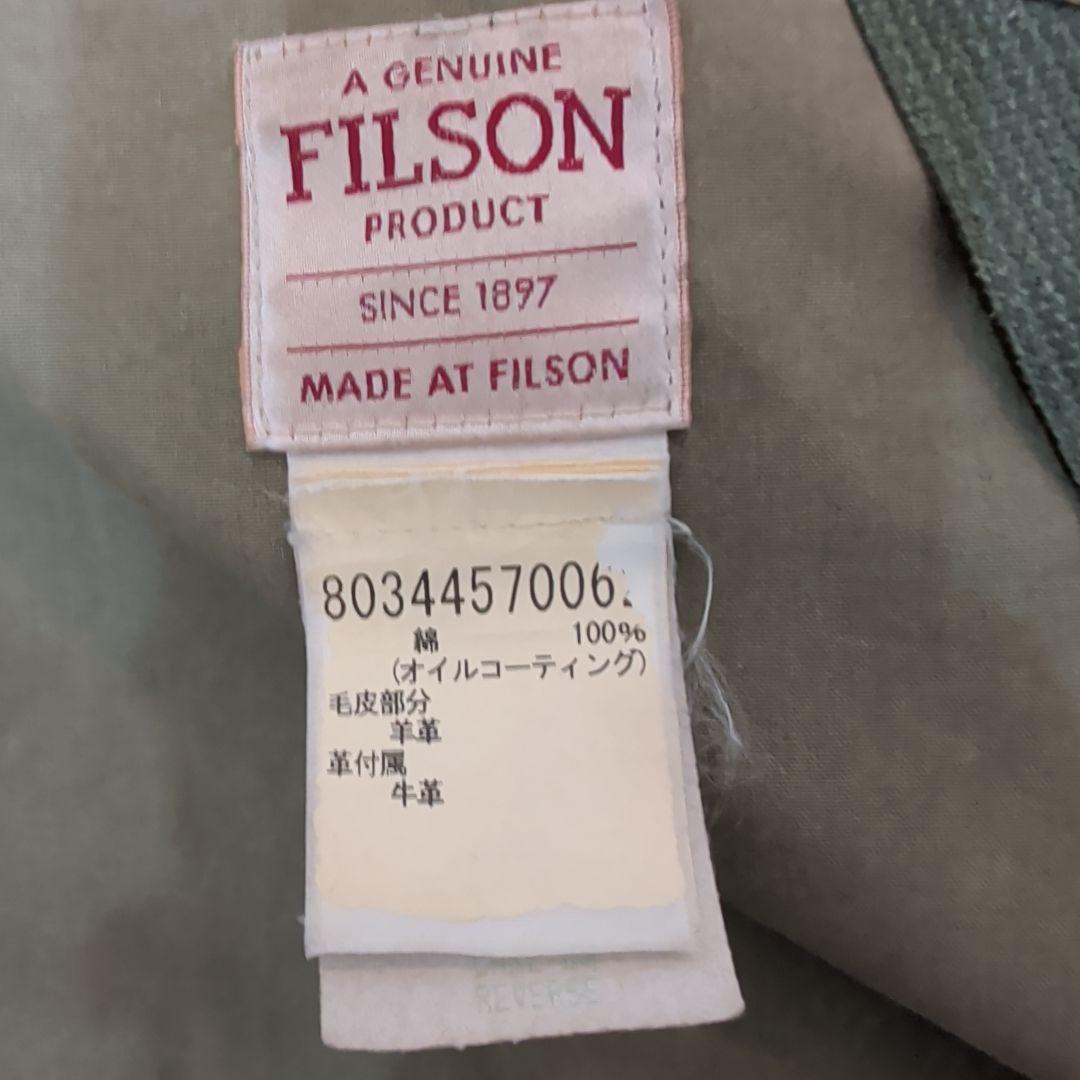 A GENUINE
FILSON
PRODUCT
SINCE 1897
MADE AT FILSON
綿 100%
(オイルコーティング)
毛皮部分
羊革
革付属
牛革
REVERSE